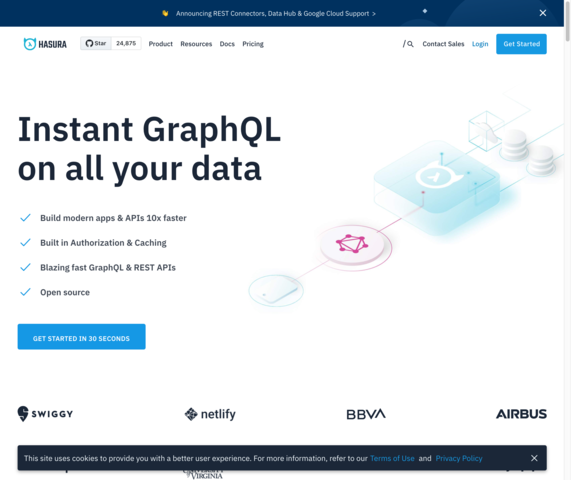 👋 Announcing REST Connectors, Data Hub & Google Cloud Support >
HASURA
Star 24,875
Product Resources Docs Pricing
/ Contact Sales Login Get Started
Instant GraphQL
on all your data
Build modern apps & APIs 10x faster
Built in Authorization & Caching
Blazing fast GraphQL & REST APIs
Open source
GET STARTED IN 30 SECONDS
SWIGGY netlify BBVA AIRBUS
This site uses cookies to provide you with a better user experience. For more information, refer to our Terms of Use and Privacy Policy
VIRGINIA